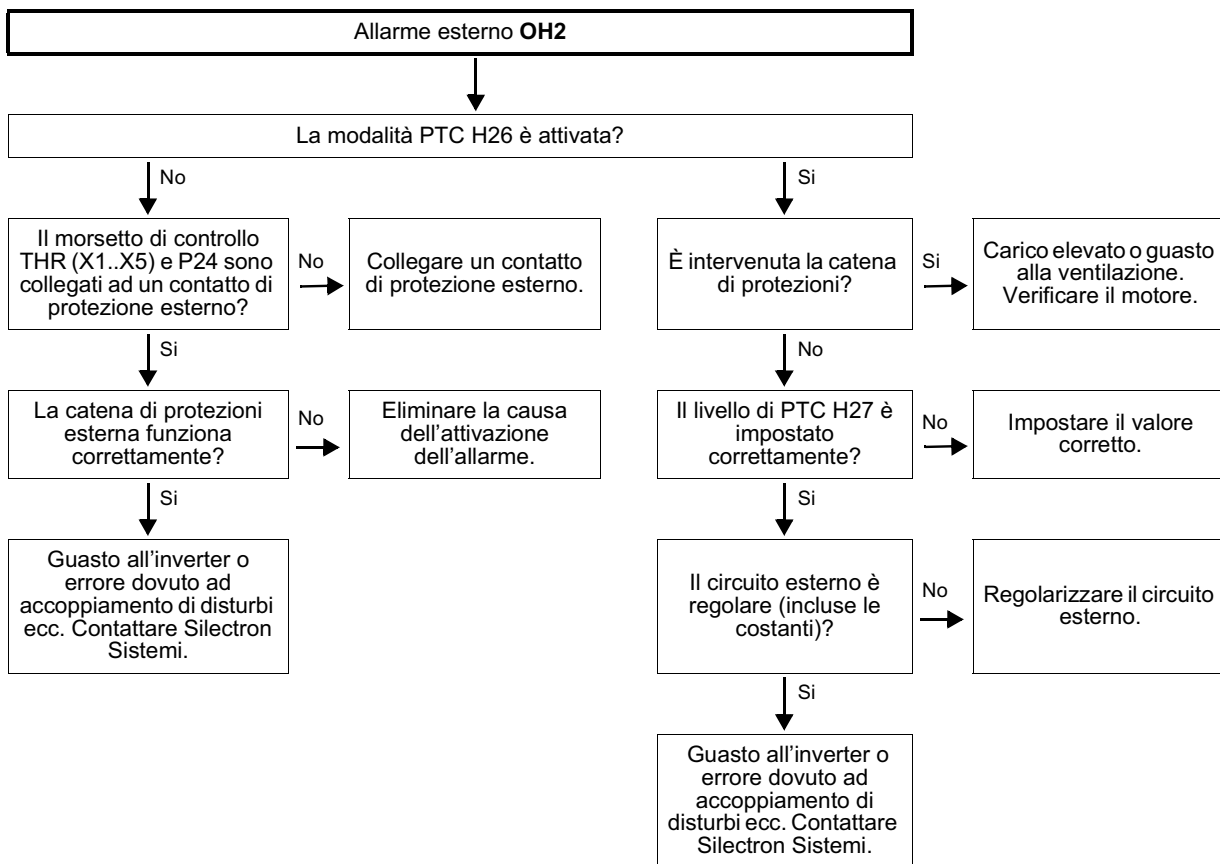 Allarme esterno OH2
La modalità PTC H26 è attivata?
No
Si
Il morsetto di controllo
THR (X1..X5) e P24 sono
collegati ad un contatto di
protezione esterno?
No
Collegare un contatto
di protezione esterno.
È intervenuta la catena
di protezioni?
Si
Carico elevato o guasto
alla ventilazione.
Verificare il motore.
Si
No
La catena di protezioni
esterna funziona
correttamente?
No
Eliminare la causa
dell'attivazione
dell'allarme.
Il livello di PTC H27 è
impostato
correttamente?
No
Impostare il valore
corretto.
Si
Si
Guasto all'inverter o
errore dovuto ad
accoppiamento di disturbi
ecc. Contattare Silectron
Sistemi.
Il circuito esterno è
regolare (incluse le
costanti)?
No
Regolarizzare il circuito
esterno.
Si
Guasto all'inverter o
errore dovuto ad
accoppiamento di
disturbi ecc. Contattare
Silectron Sistemi.